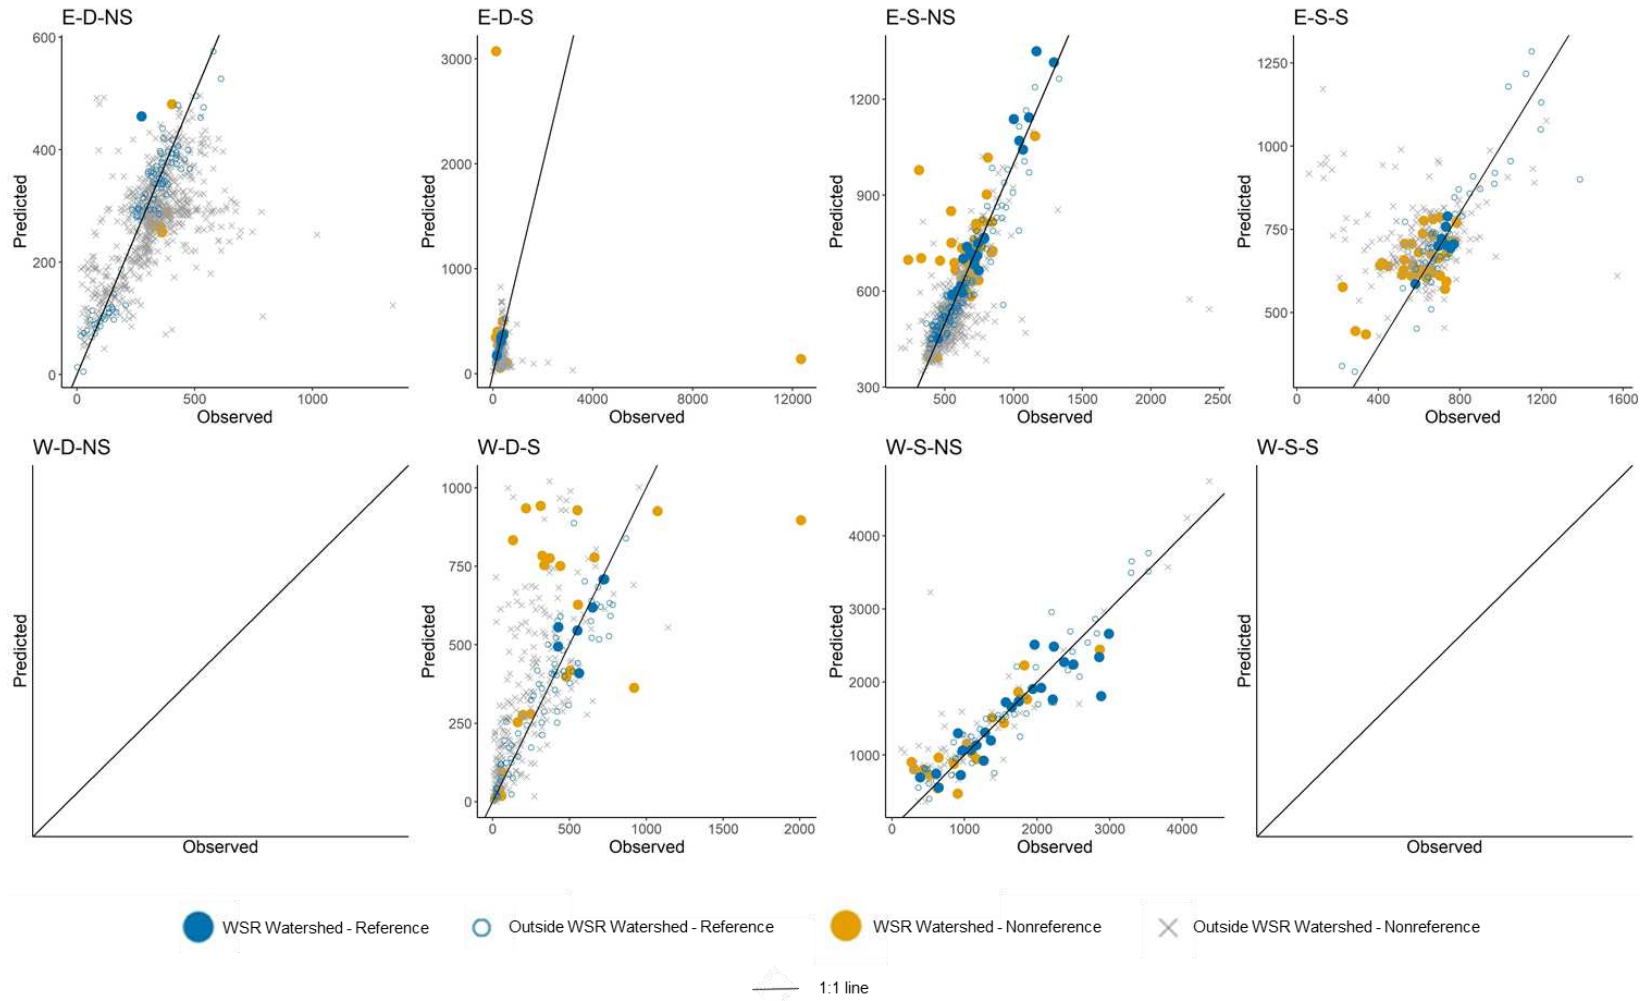 E-D-NS
E-D-S
E-S-NS
E-S-S
600
400
200
0
Predicted
0
500
1000
Observed
3000
2000
1000
0
Predicted
0
4000
8000
12000
Observed
1200
900
600
300
Predicted
500
1000
1500
2000
Observed
1250
1000
750
500
Predicted
0
400
800
1200
1600
Observed
W-D-NS
W-D-S
W-S-NS
W-S-S
Predicted
Observed
1000
750
500
250
0
Predicted
0
500
1000
1500
2000
Observed
4000
3000
2000
1000
Predicted
0
1000
2000
3000
4000
Observed
Predicted
Observed
WSR Watershed - Reference
Outside WSR Watershed - Reference
WSR Watershed - Nonreference
Outside WSR Watershed - Nonreference
1:1 line